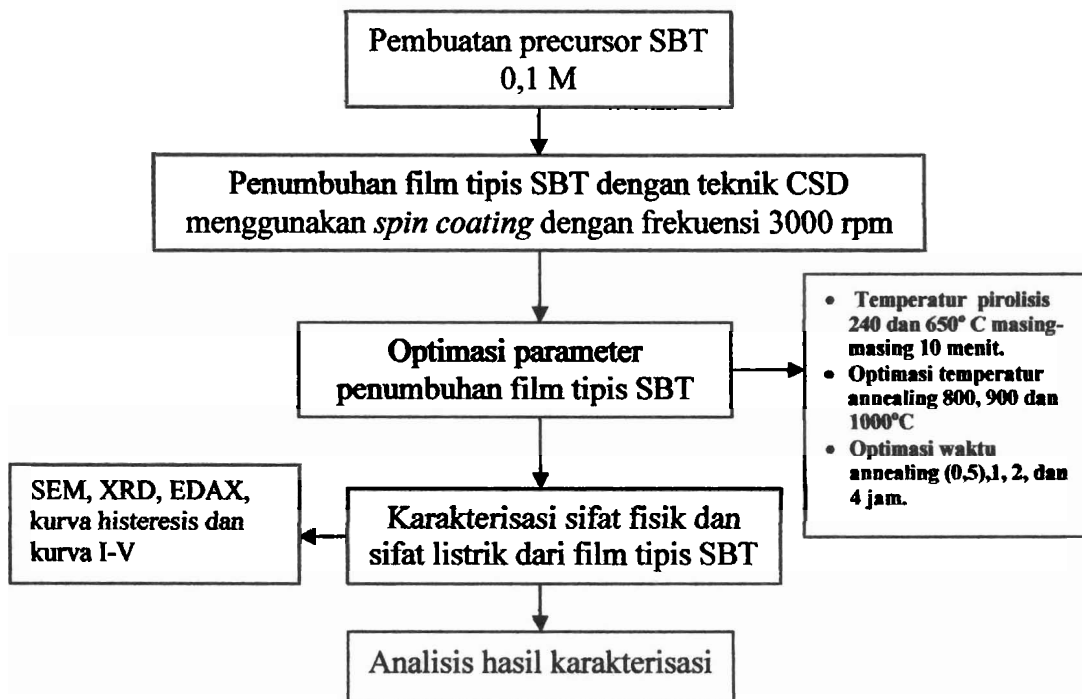 Pembuatan precursor SBT
0,1 M
Penumbuhan film tipis SBT dengan teknik CSD
menggunakan spin coating dengan frekuensi 3000 rpm
Optimasi parameter
penumbuhan film tipis SBT
• Temperatur pirolisis
240 dan 650° C masing-
masing 10 menit.
• Optimasi temperatur
annealing 800, 900 dan
1000°C
• Optimasi waktu
annealing (0,5),1, 2, dan
4 jam.
SEM, XRD, EDAX,
kurva histeresis dan
kurva I-V
Karakterisasi sifat fisik dan
sifat listrik dari film tipis SBT
Analisis hasil karakterisasi